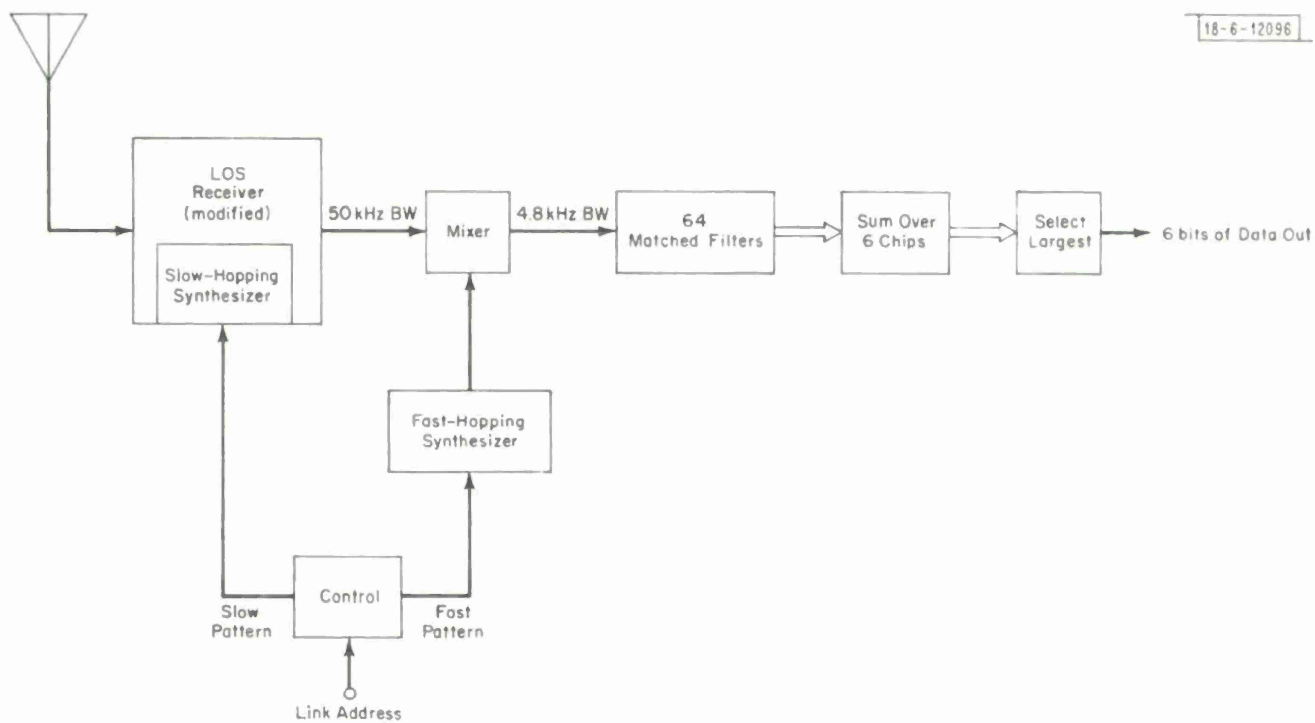 18-6-12096
LOS
Receiver
(modified)
Slow-Hopping
Synthesizer
50 kHz BW
Mixer
4.8 kHz BW
64
Matched Filters
Sum Over
6 Chips
Select
Largest
6 bits of Data Out
Fast-Hopping
Synthesizer
Slow
Pattern
Control
Fast
Pattern
Link Address